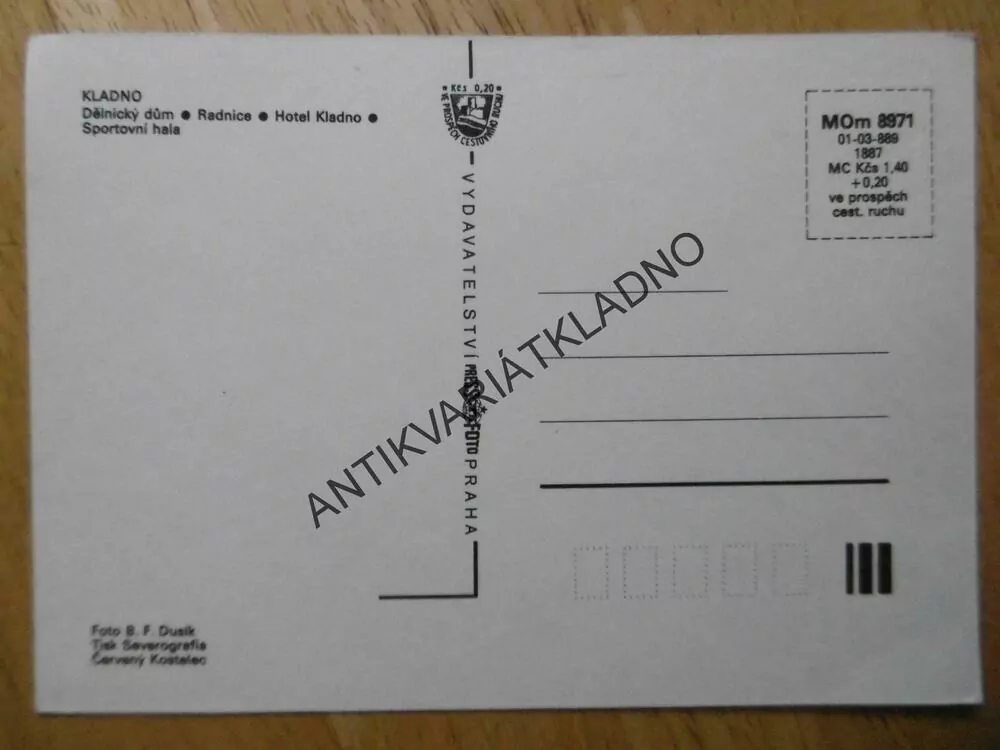 KLADNO
Dělnický dům ● Radnice ● Hotel Kladno ●
Sportovní hala
Kčs 0,20
VE PROSPĚCH CESTOVNÍHO RUCHU
MOm 8971
01-03-889
1887
MC Kčs 1,40
+0,20
ve prospěch
cest. ruchu
VYDAVATELSTVÍ PRESSFOTO PRAHA
ANTIKVARIÁTKLADNO
Foto B. F. Dusík
Tisk Severografia
Červený Kostelec